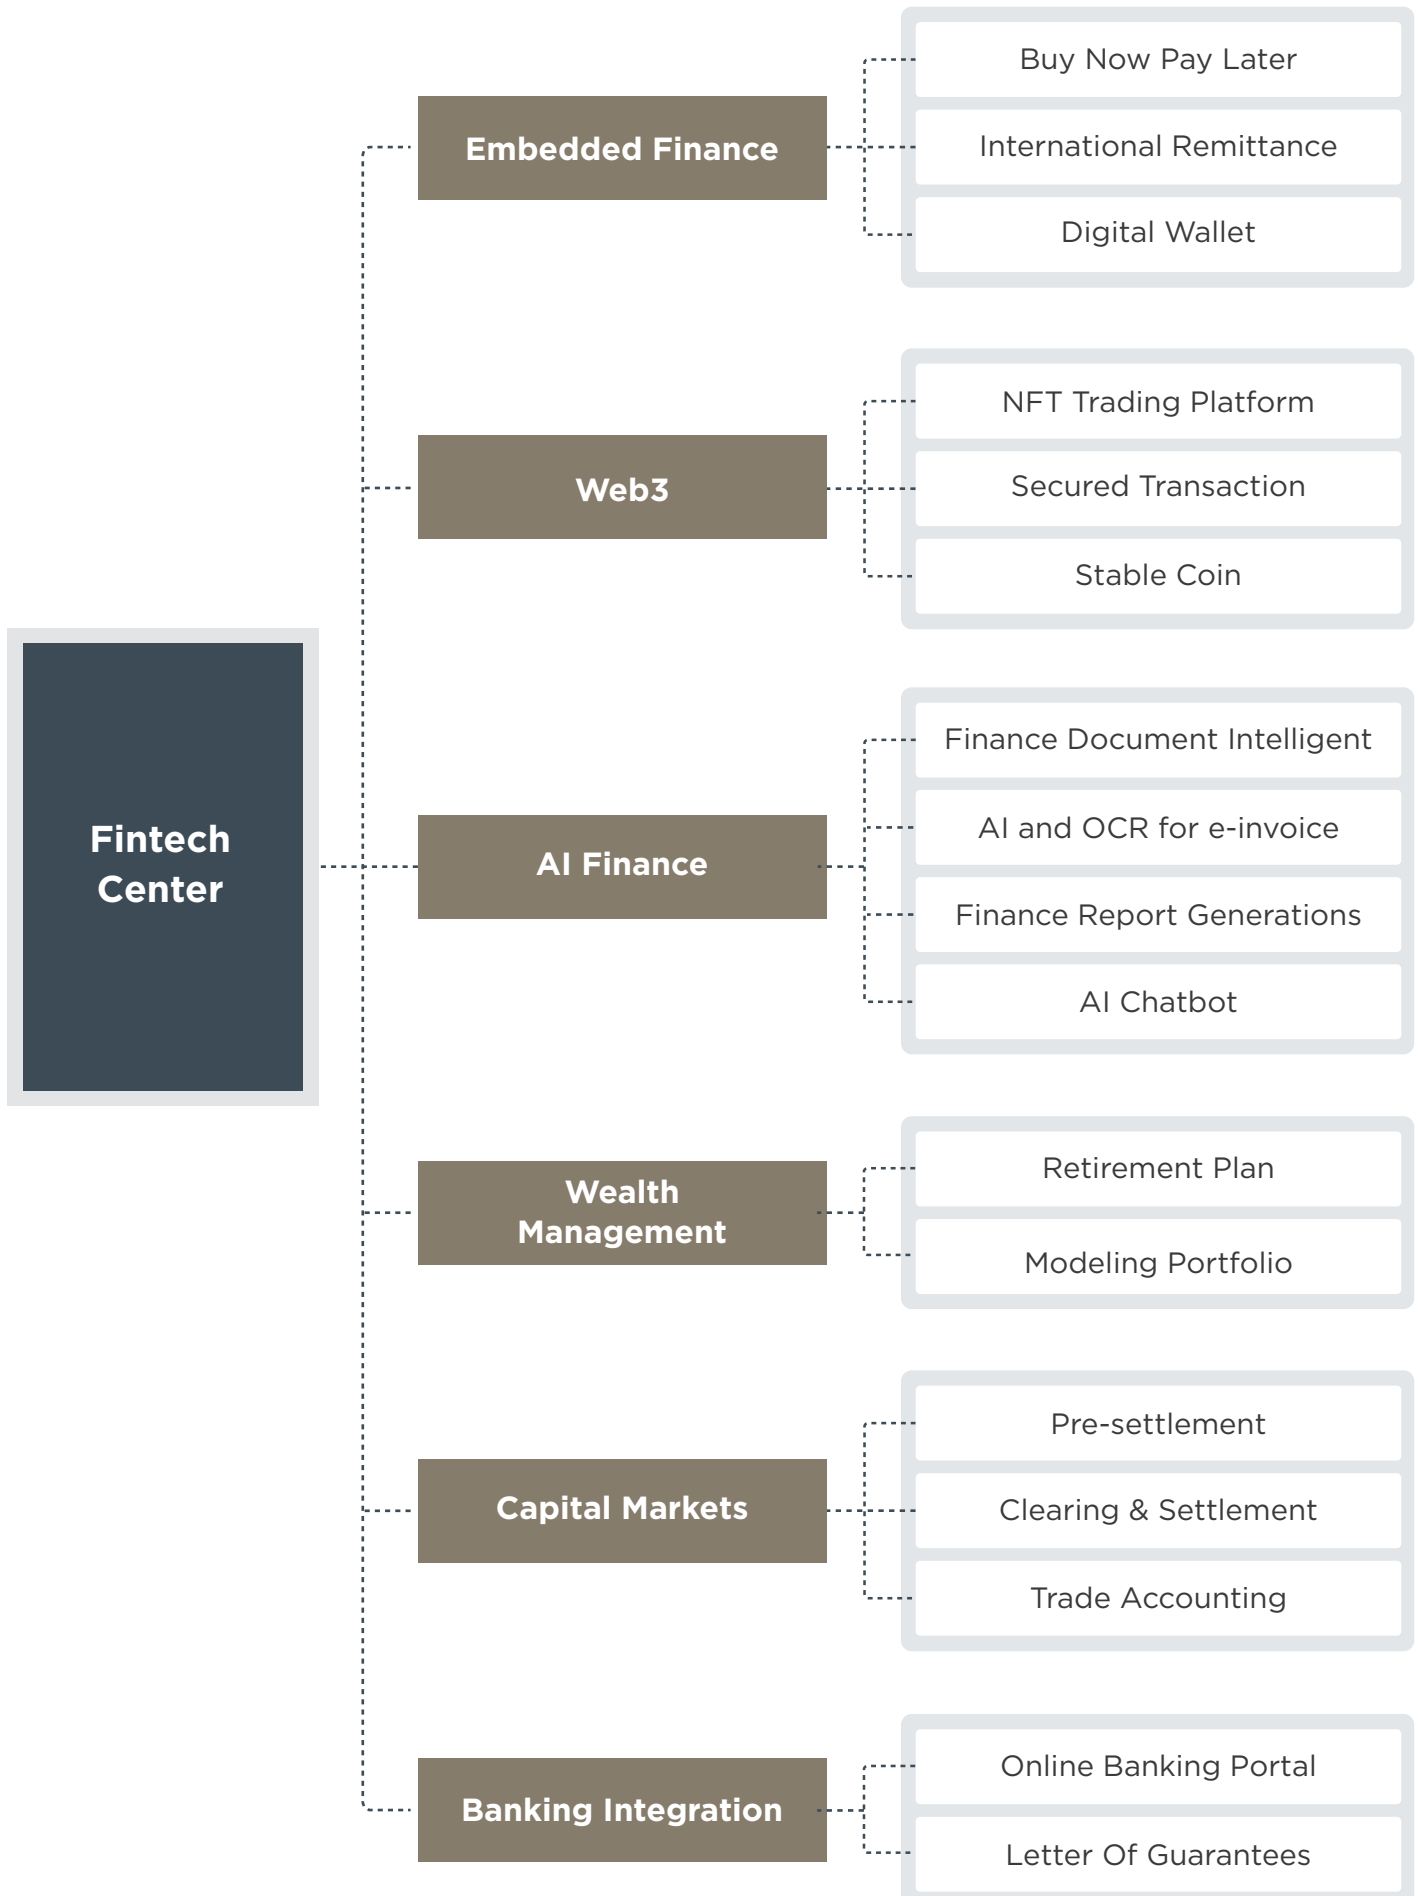 Fintech
Center
Embedded Finance
Buy Now Pay Later
International Remittance
Digital Wallet
Web3
NFT Trading Platform
Secured Transaction
Stable Coin
AI Finance
Finance Document Intelligent
AI and OCR for e-invoice
Finance Report Generations
AI Chatbot
Wealth
Management
Retirement Plan
Modeling Portfolio
Capital Markets
Pre-settlement
Clearing & Settlement
Trade Accounting
Banking Integration
Online Banking Portal
Letter Of Guarantees